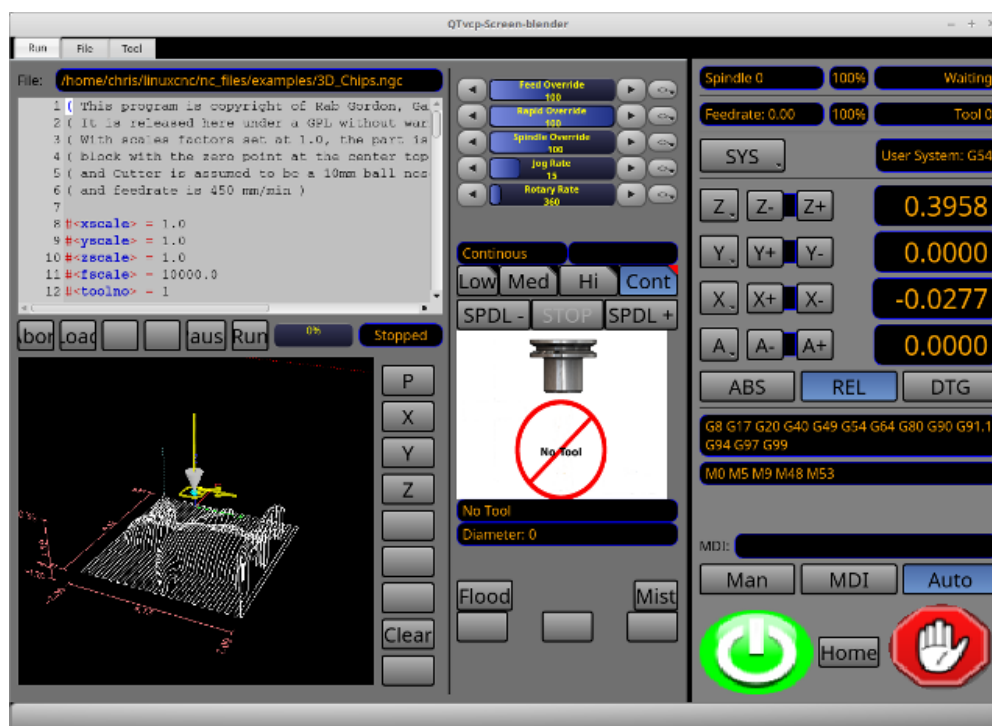 QTvcp-Screen-blender
Run File Tool
File: /home/chris/linuxcnc/nc_files/examples/3D_Chips.ngc
1 ( This program is copyright of Rab Gordon, Ga
2 ( It is released here under a GPL without war
3 ( With scales factors set at 1.0, the part is
4 ( block with the zero point at the center top
5 ( and Cutter is assumed to be a 10mm ball nos
6 ( and feedrate is 450 mm/min )
7
8 #<xscale> = 1.0
9 #<yscale> = 1.0
10 #<zscale> = 1.0
11 #<fscale> = 10000.0
12 #<toolno> = 1
Abor Load aus Run 0% Stopped
P
X
Y
Z
Clear
Feed Override
100
Rapid Override
100
Spindle Override
100
Jog Rate
15
Rotary Rate
360
Continous
Low Med Hi Cont
SPDL - STOP SPDL +
No Tool
No Tool
Diameter: 0
Flood Mist
Spindle 0 100% Waiting
Feedrate: 0.00 100% Tool 0
SYS User System: G54
Z Z- Z+ 0.3958
Y Y+ Y- 0.0000
X X+ X- -0.0277
A A- A+ 0.0000
ABS REL DTG
G8 G17 G20 G40 G49 G54 G64 G80 G90 G91.1
G94 G97 G99
M0 M5 M9 M48 M53
MDI:
Man MDI Auto
Home